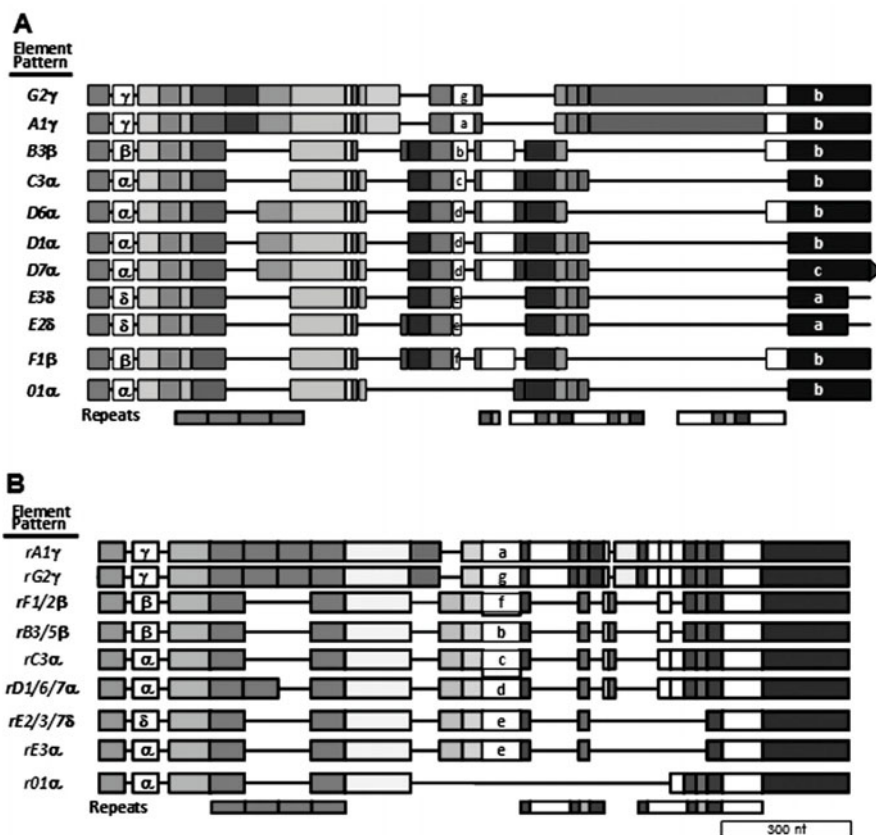 A
Element
Pattern
G2γ γ g b
A1γ γ a b
B3β β b b
C3α α c b
D6α α d b
D1α α d b
D7α α d c
E3δ δ e a
E2δ δ e a
F1β β f b
01α α b
Repeats
B
Element
Pattern
rA1γ γ a
rG2γ γ g
rF1/2β β f
rB3/5β β b
rC3α α c
rD1/6/7α α d
rE2/3/7δ δ e
rE3α α e
r01α α
Repeats
300 nt